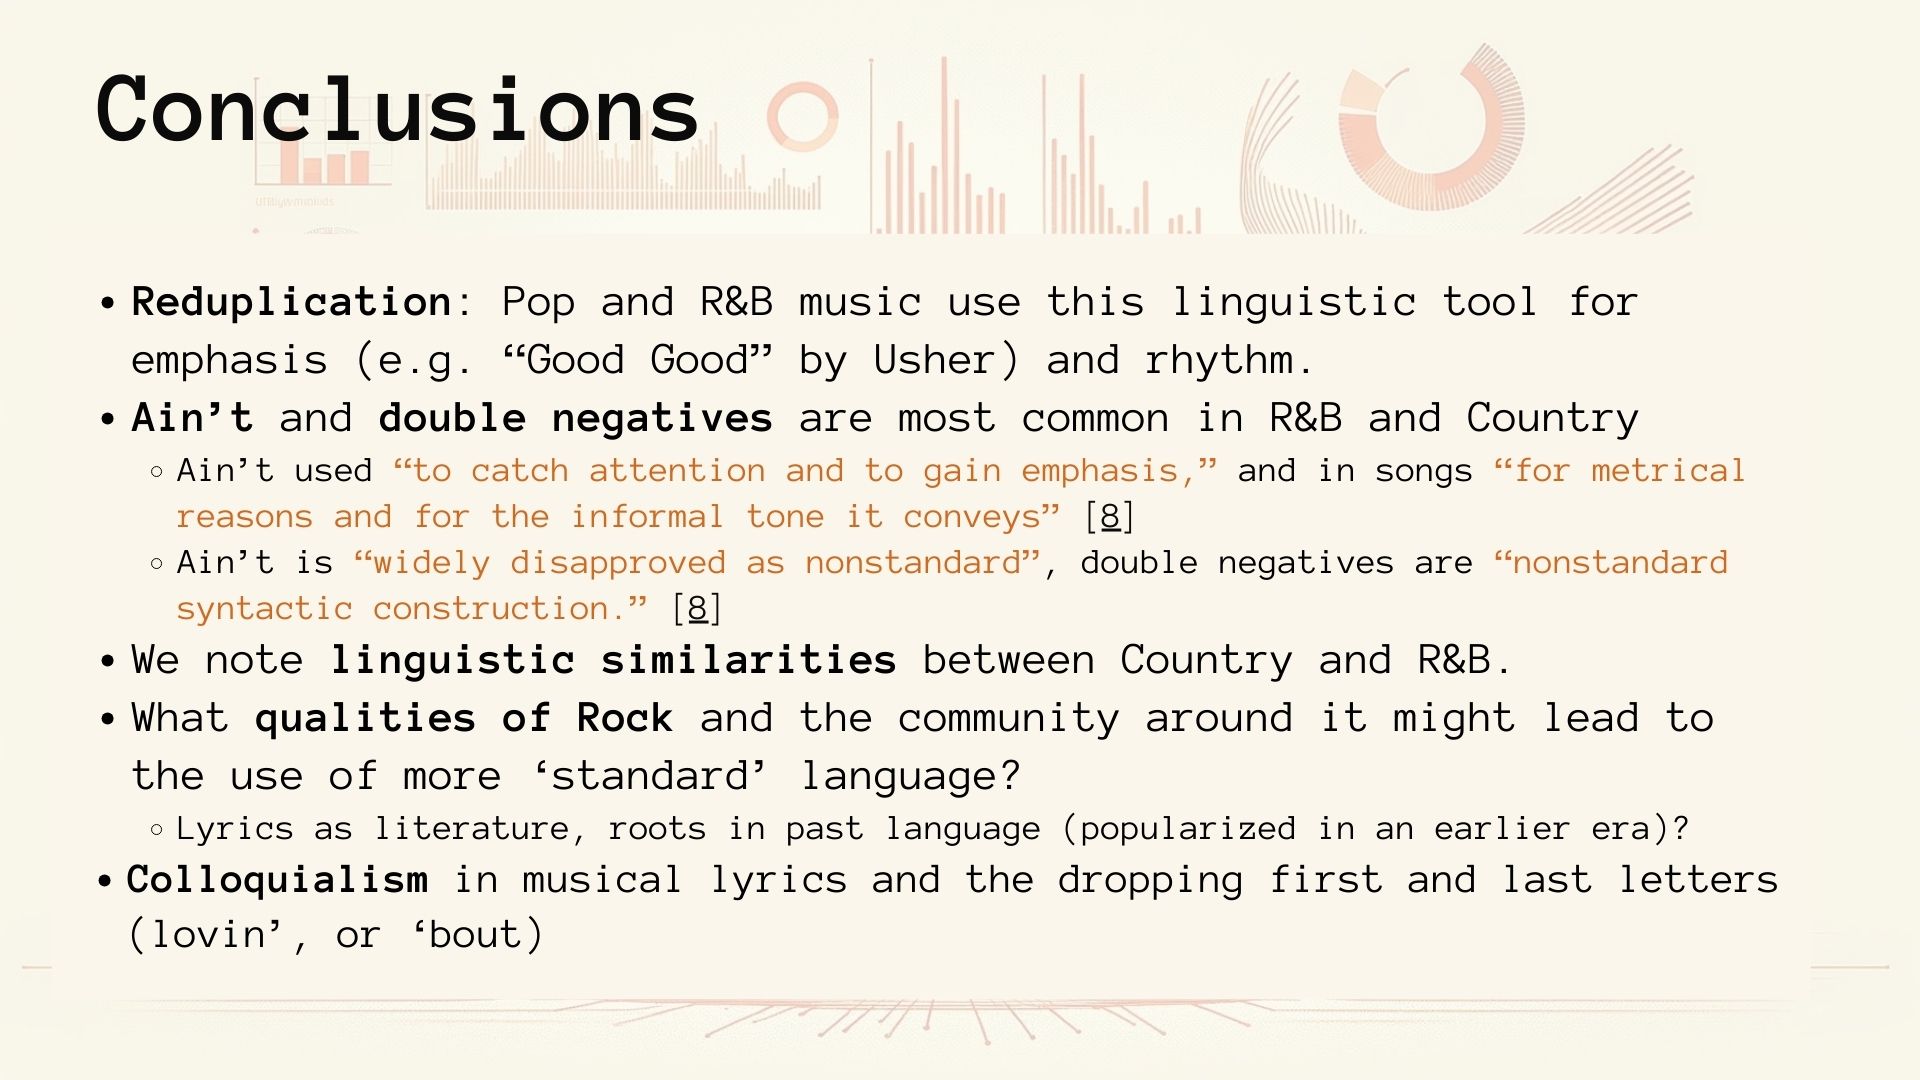 Conclusions
• Reduplication: Pop and R&B music use this linguistic tool for
emphasis (e.g. “Good Good” by Usher) and rhythm.
• Ain’t and double negatives are most common in R&B and Country
◦ Ain’t used “to catch attention and to gain emphasis,” and in songs “for metrical
reasons and for the informal tone it conveys” [8]
◦ Ain’t is “widely disapproved as nonstandard”, double negatives are “nonstandard
syntactic construction.” [8]
• We note linguistic similarities between Country and R&B.
• What qualities of Rock and the community around it might lead to
the use of more ‘standard’ language?
◦ Lyrics as literature, roots in past language (popularized in an earlier era)?
• Colloquialism in musical lyrics and the dropping first and last letters
(lovin’, or ‘bout)